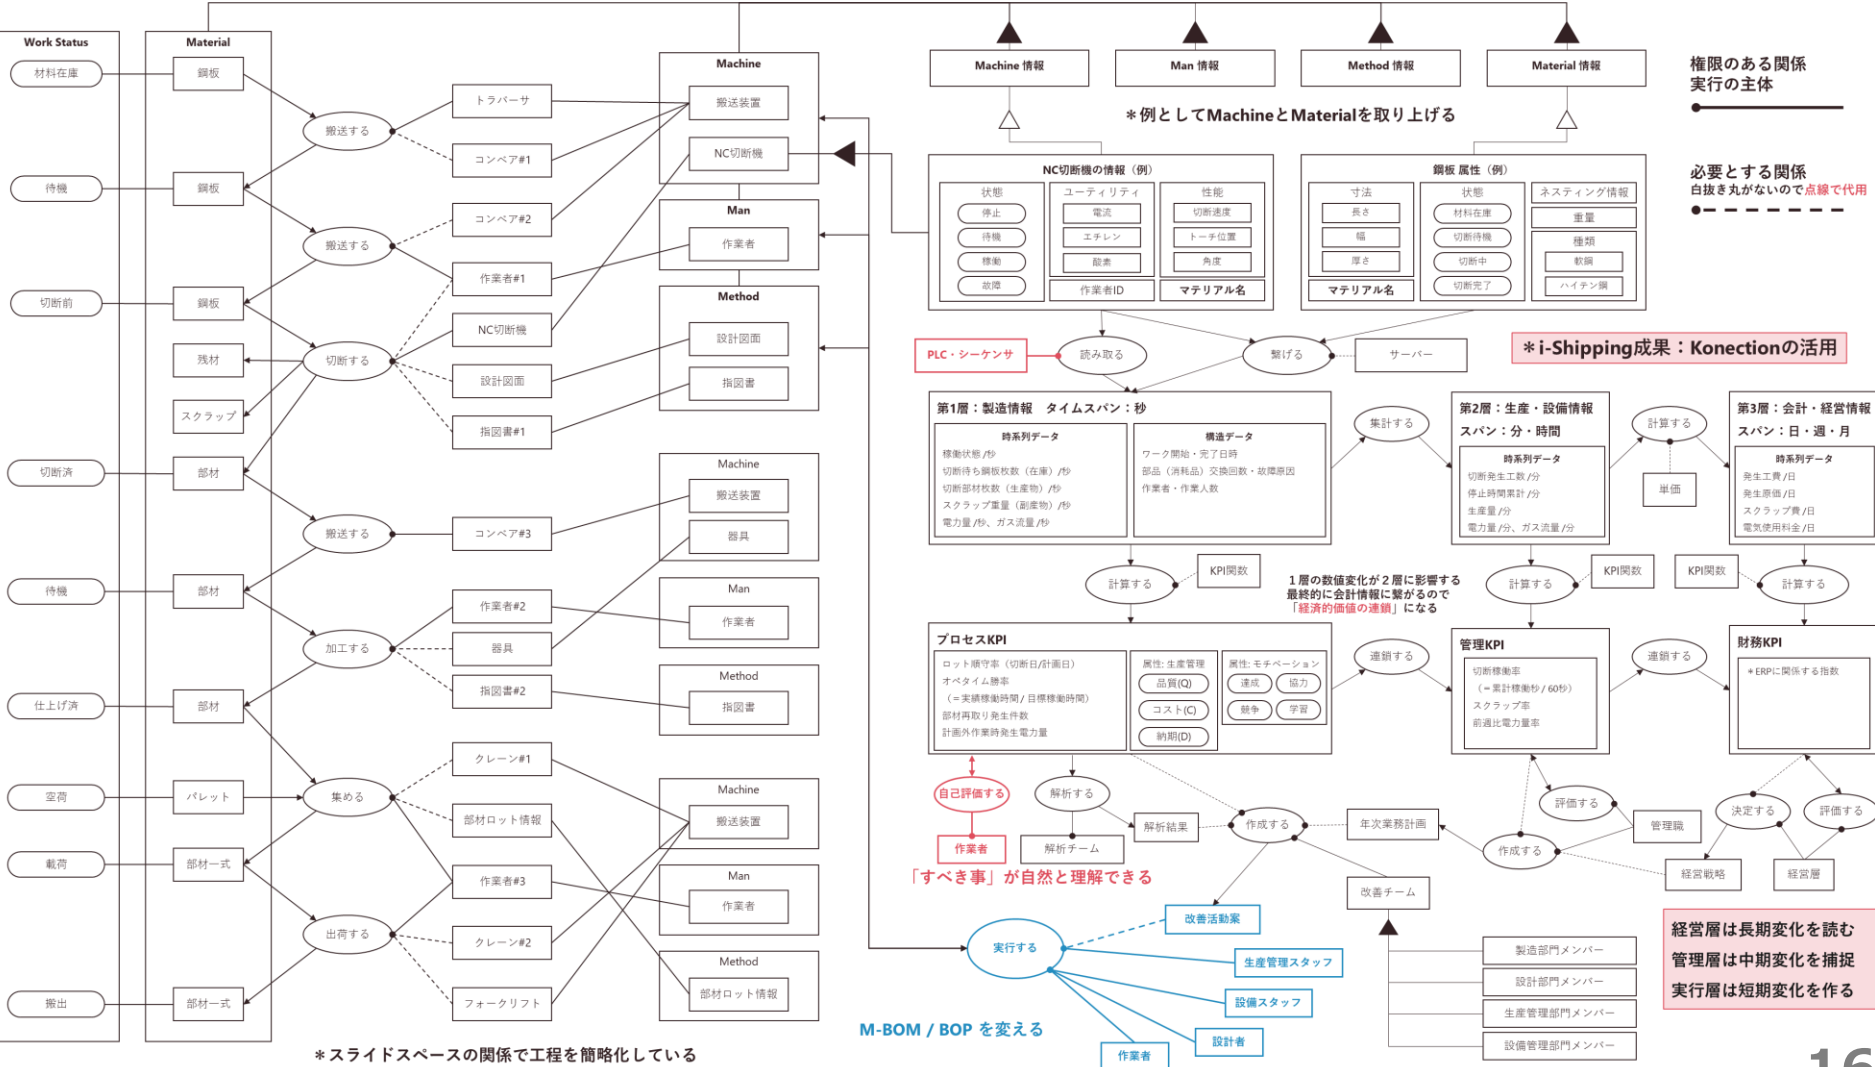 Work Status
材料在庫
待機
切断前
切断済
待機
仕上げ済
空荷
載荷
搬出
Material
鋼板
鋼板
鋼板
残材
スクラップ
部材
部材
部材
パレット
部材一式
部材一式
搬送する
搬送する
切断する
搬送する
加工する
集める
出荷する
トラバーサ
コンベア#1
コンベア#2
作業者#1
NC切断機
設計図面
指図書#1
コンベア#3
作業者#2
器具
指図書#2
クレーン#1
部材ロット情報
作業者#3
クレーン#2
フォークリフト
Machine
搬送装置
NC切断機
Man
作業者
Method
設計図面
指図書
Machine
搬送装置
器具
Man
作業者
Method
指図書
Machine
搬送装置
Man
作業者
Method
部材ロット情報
＊スライドスペースの関係で工程を簡略化している
Machine 情報
Man 情報
Method 情報
Material 情報
＊例としてMachineとMaterialを取り上げる
権限のある関係
実行の主体
必要とする関係
白抜き丸がないので点線で代用
NC切断機の情報（例）
状態
停止
待機
稼働
故障
ユーティリティ
電流
エチレン
酸素
作業者ID
性能
切断速度
トーチ位置
角度
マテリアル名
鋼板 属性（例）
寸法
長さ
幅
厚さ
マテリアル名
状態
材料在庫
切断待機
切断中
切断完了
ネスティング情報
重量
種類
軟鋼
ハイテン鋼
PLC・シーケンサ
読み取る
繋げる
サーバー
＊i-Shipping成果：Konectionの活用
第1層：製造情報　タイムスパン：秒
時系列データ
稼働状態/秒
切断待ち鋼板枚数（在庫）/秒
切断部材枚数（生産物）/秒
スクラップ重量（副産物）/秒
電力量/秒、ガス流量/秒
構造データ
ワーク開始・完了日時
部品（消耗品）交換回数・故障原因
作業者・作業人数
集計する
第2層：生産・設備情報
スパン：分・時間
時系列データ
切断発生工数/分
停止時間累計/分
生産量/分
電力量/分、ガス流量/分
計算する
単価
第3層：会計・経営情報
スパン：日・週・月
時系列データ
発生工費/日
発生原価/日
スクラップ費/日
電気使用料金/日
計算する
KPI関数
１層の数値変化が２層に影響する
最終的に会計情報に繋がるので
「経済的価値の連鎖」になる
計算する
KPI関数
KPI関数
計算する
プロセスKPI
ロット順守率（切断日/計画日）
オペタイム勝率
（＝実績稼働時間/ 目標稼働時間）
部材再取り発生件数
計画外作業時発生電力量
属性: 生産管理
品質(Q)
コスト(C)
納期(D)
属性: モチベーション
達成
協力
競争
学習
連鎖する
管理KPI
切断稼働率
（＝累計稼働秒/ 60秒）
スクラップ率
前週比電力量率
連鎖する
財務KPI
＊ERPに関係する指数
自己評価する
作業者
「すべき事」が自然と理解できる
解析する
解析チーム
解析結果
作成する
年次業務計画
評価する
作成する
管理職
決定する
評価する
経営戦略
経営層
改善チーム
製造部門メンバー
設計部門メンバー
生産管理部門メンバー
設備管理部門メンバー
実行する
改善活動案
生産管理スタッフ
設備スタッフ
設計者
作業者
M-BOM / BOP を変える
経営層は長期変化を読む
管理層は中期変化を捕捉
実行層は短期変化を作る
16